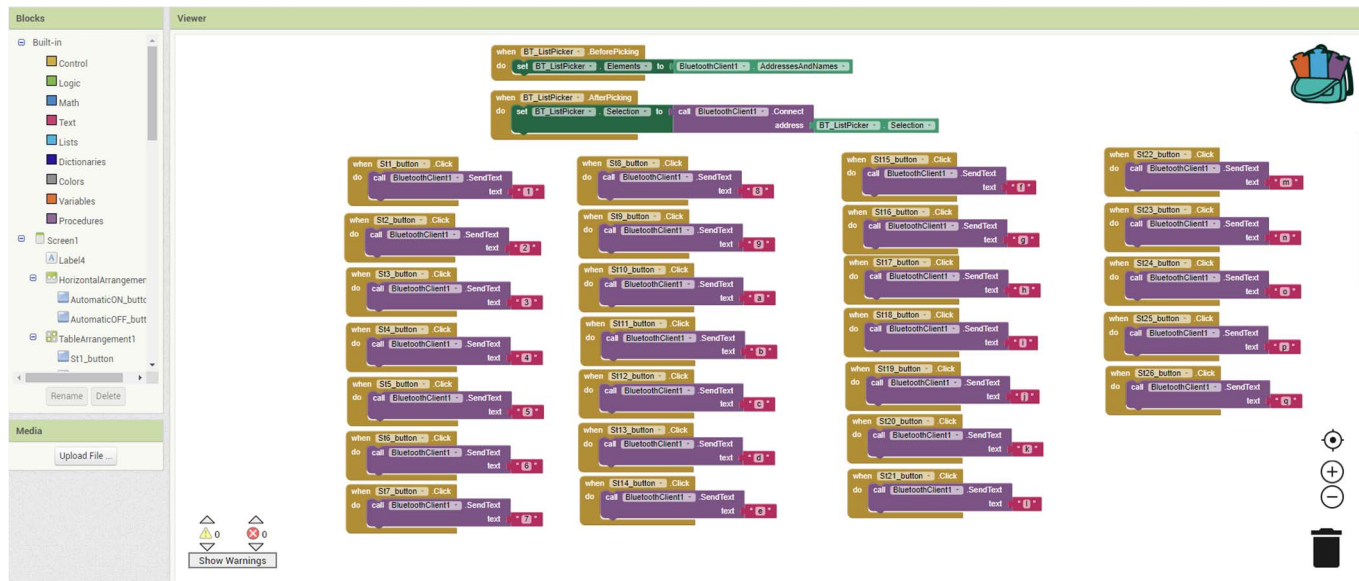 Blocks
Viewer
Built-in
Control
Logic
Math
Text
Lists
Dictionaries
Colors
Variables
Procedures
Screen1
Label4
HorizontalArrangemer
AutomaticON_buttc
AutomaticOFF_butt
TableArrangement1
St1_button
Rename Delete
Media
Upload File ...
when BT_ListPicker .BeforePicking
do set BT_ListPicker . Elements to BluetoothClient1 . AddressesAndNames
when BT_ListPicker .AfterPicking
do set BT_ListPicker . Selection to call BluetoothClient1 .Connect
address BT_ListPicker . Selection
when St1_button .Click
do call BluetoothClient1 .SendText
text " 1 "
when St2_button .Click
do call BluetoothClient1 .SendText
text " 2 "
when St3_button .Click
do call BluetoothClient1 .SendText
text " 3 "
when St4_button .Click
do call BluetoothClient1 .SendText
text " 4 "
when St5_button .Click
do call BluetoothClient1 .SendText
text " 5 "
when St6_button .Click
do call BluetoothClient1 .SendText
text " 6 "
when St7_button .Click
do call BluetoothClient1 .SendText
text " 7 "
when St8_button .Click
do call BluetoothClient1 .SendText
text " 8 "
when St9_button .Click
do call BluetoothClient1 .SendText
text " 9 "
when St10_button .Click
do call BluetoothClient1 .SendText
text " a "
when St11_button .Click
do call BluetoothClient1 .SendText
text " b "
when St12_button .Click
do call BluetoothClient1 .SendText
text " c "
when St13_button .Click
do call BluetoothClient1 .SendText
text " d "
when St14_button .Click
do call BluetoothClient1 .SendText
text " e "
when St15_button .Click
do call BluetoothClient1 .SendText
text " f "
when St16_button .Click
do call BluetoothClient1 .SendText
text " g "
when St17_button .Click
do call BluetoothClient1 .SendText
text " h "
when St18_button .Click
do call BluetoothClient1 .SendText
text " i "
when St19_button .Click
do call BluetoothClient1 .SendText
text " j "
when St20_button .Click
do call BluetoothClient1 .SendText
text " k "
when St21_button .Click
do call BluetoothClient1 .SendText
text " l "
when St22_button .Click
do call BluetoothClient1 .SendText
text " m "
when St23_button .Click
do call BluetoothClient1 .SendText
text " n "
when St24_button .Click
do call BluetoothClient1 .SendText
text " o "
when St25_button .Click
do call BluetoothClient1 .SendText
text " p "
when St26_button .Click
do call BluetoothClient1 .SendText
text " q "
0 0
Show Warnings